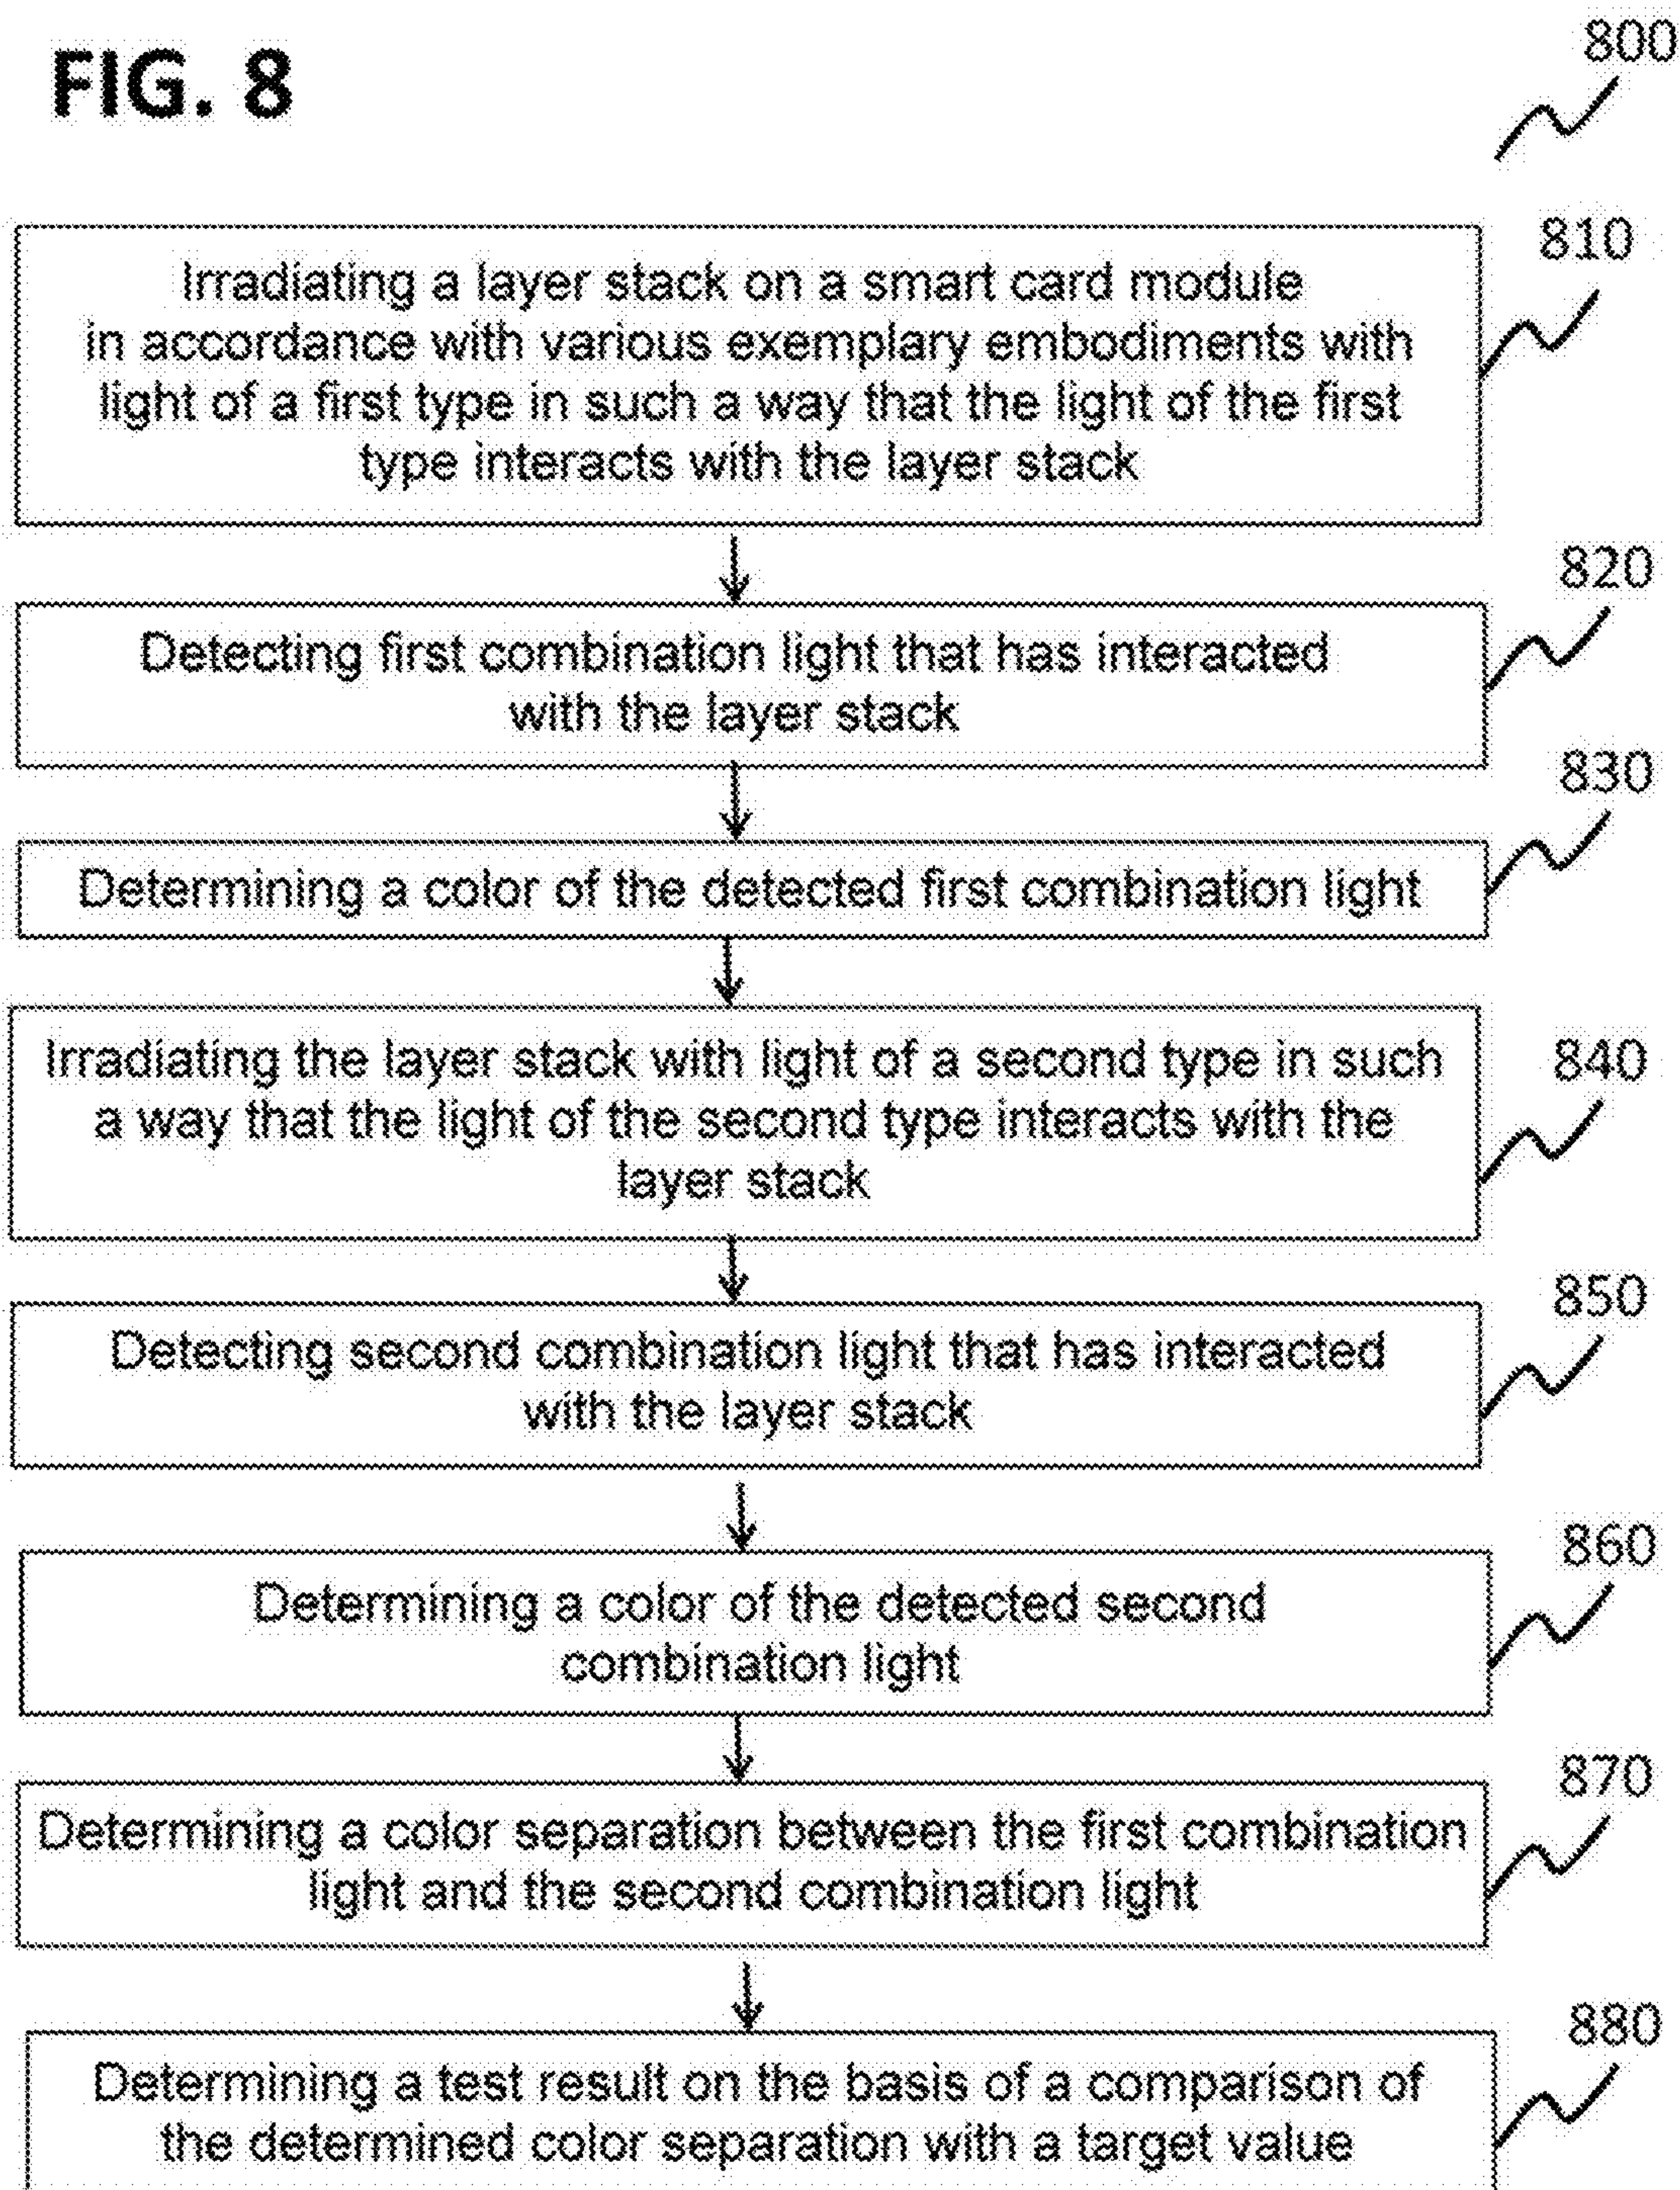 FIG. 8
800
810
Irradiating a layer stack on a smart card module
in accordance with various exemplary embodiments with
light of a first type in such a way that the light of the first
type interacts with the layer stack
820
Detecting first combination light that has interacted
with the layer stack
830
Determining a color of the detected first combination light
840
Irradiating the layer stack with light of a second type in such
a way that the light of the second type interacts with the
layer stack
850
Detecting second combination light that has interacted
with the layer stack
860
Determining a color of the detected second
combination light
870
Determining a color separation between the first combination
light and the second combination light
880
Determining a test result on the basis of a comparison of
the determined color separation with a target value